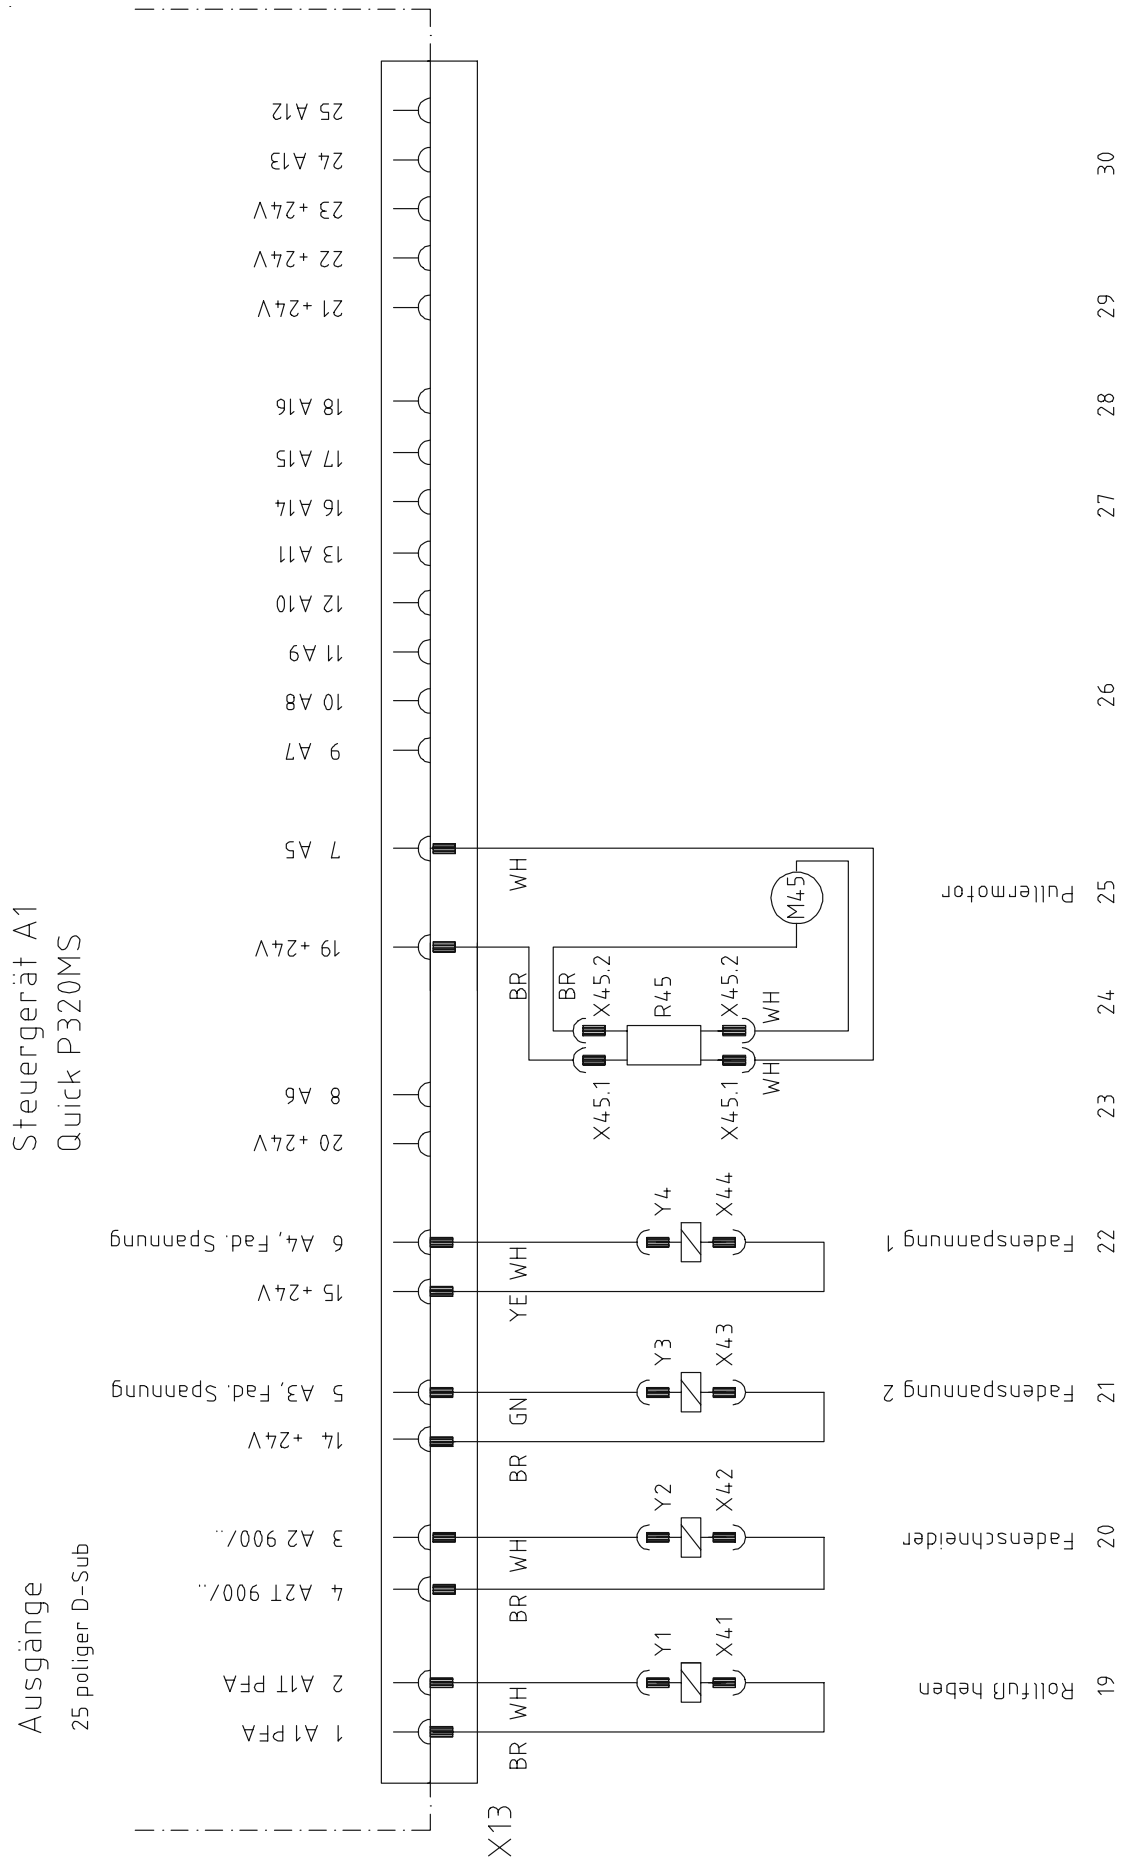 Steuergerät A1
Quick P320MS
Ausgänge
25 poliger D-Sub
X13
1 A1 PFA
2 A1T PFA
4 A2T 900/..
3 A2 900/..
14 +24V
5 A3, Fad. Spannung
15 +24V
6 A4, Fad. Spannung
20 +24V
8 A6
19 +24V
7 A5
9 A7
10 A8
11 A9
12 A10
13 A11
16 A14
17 A15
18 A16
21 +24V
22 +24V
23 +24V
24 A13
25 A12
BR
WH
BR
WH
BR
GN
YE
WH
BR
BR
WH
Y1
X41
Y2
X42
Y3
X43
Y4
X44
X45.1
X45.2
R45
X45.1
X45.2
WH
WH
M45
Rollfuß heben
Fadenschneider
Fadenspannung 2
Fadenspannung 1
Pullermotor
19
20
21
22
23
24
25
26
27
28
29
30